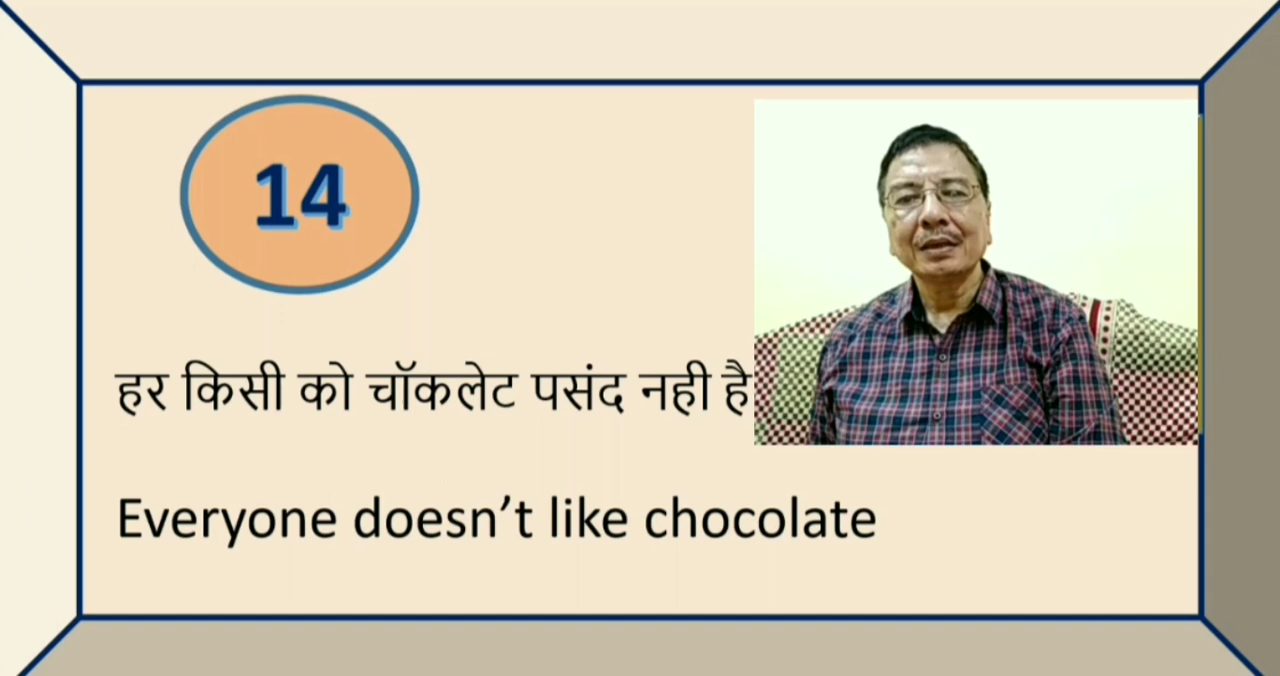 14
हर किसी को चॉकलेट पसंद नही है
Everyone doesn’t like chocolate